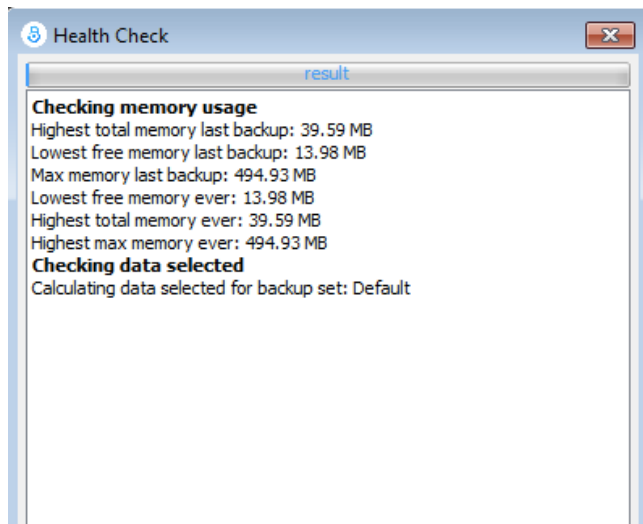 Health Check
result
Checking memory usage
Highest total memory last backup: 39.59 MB
Lowest free memory last backup: 13.98 MB
Max memory last backup: 494.93 MB
Lowest free memory ever: 13.98 MB
Highest total memory ever: 39.59 MB
Highest max memory ever: 494.93 MB
Checking data selected
Calculating data selected for backup set: Default